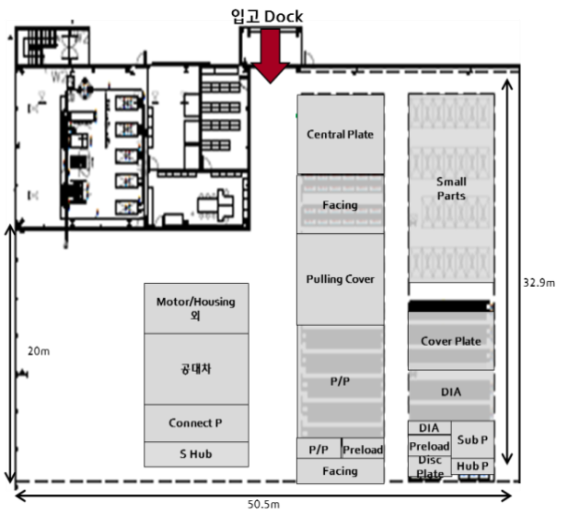 입고 Dock
Central Plate
Facing
Pulling Cover
P/P
P/P
Preload
Facing
Small
Parts
Cover Plate
DIA
DIA
Preload
Disc
Plate
Sub P
Hub P
Motor/Housing
외
공대차
Connect P
S Hub
20m
32.9m
50.5m